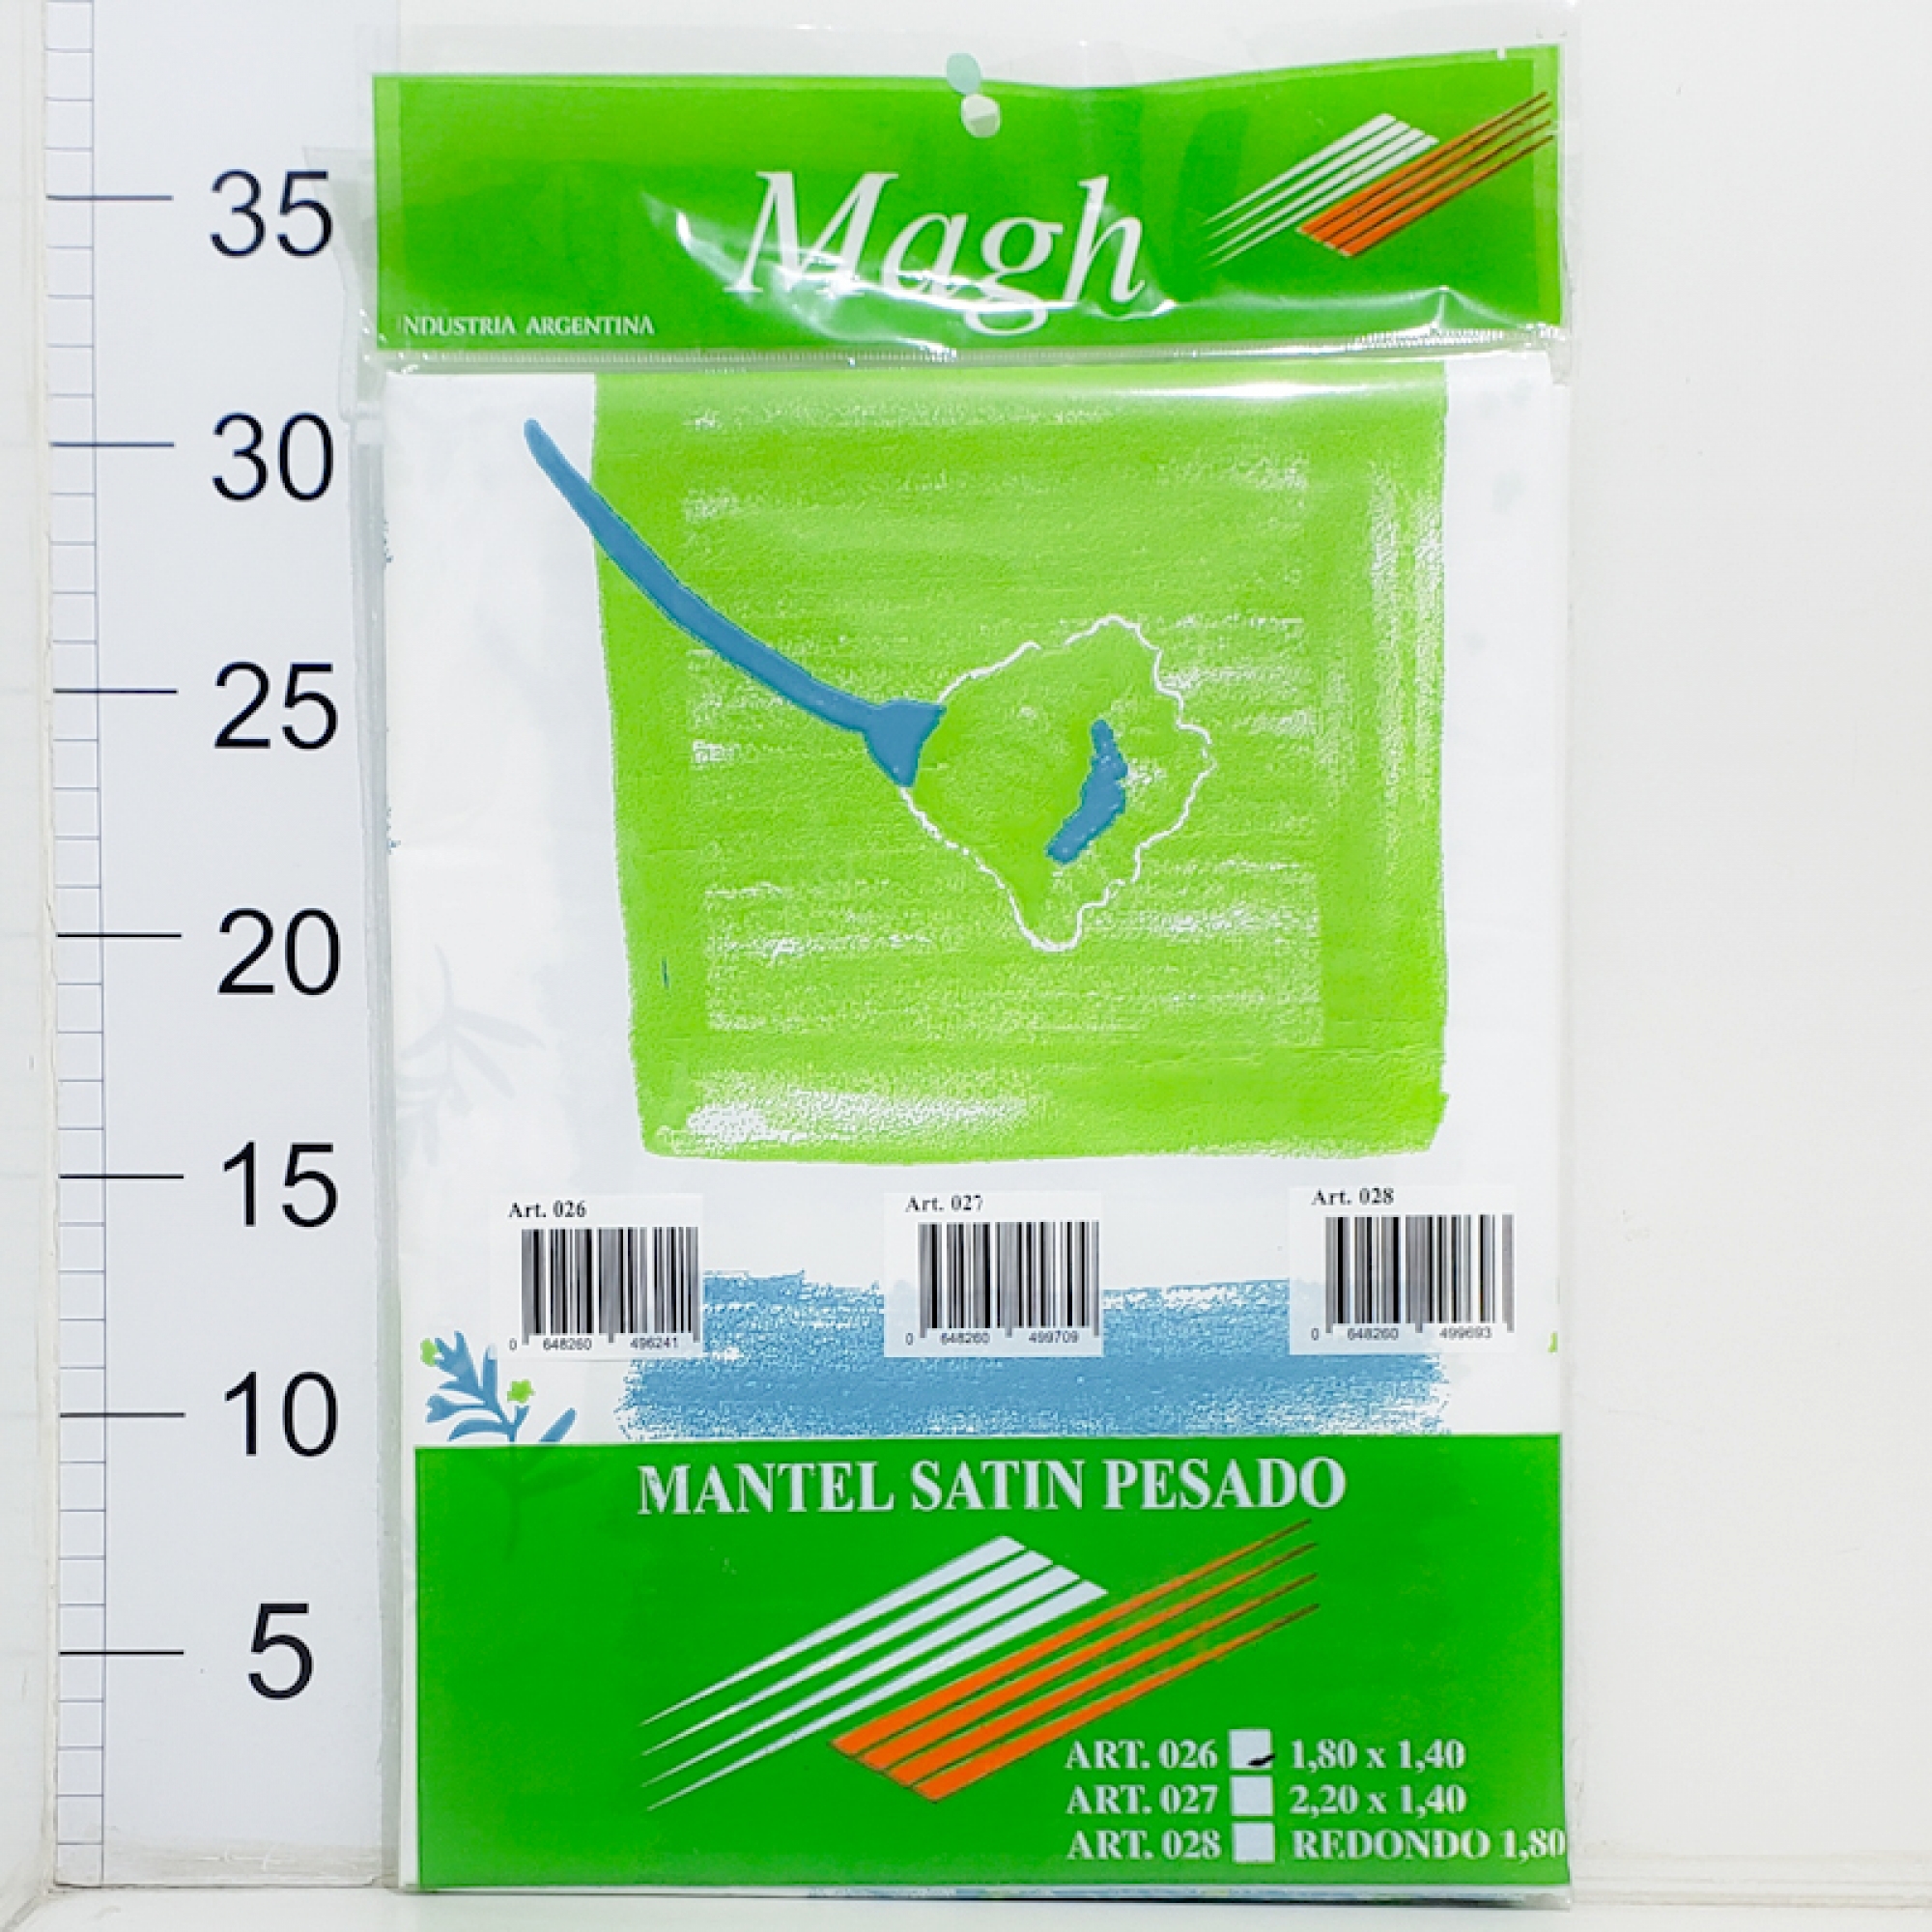 35
30
25
20
15
10
5
Magh
INDUSTRIA ARGENTINA
Art. 026
0 648260 496241
Art. 027
0 648260 499709
Art. 028
0 648260 499693
MANTEL SATIN PESADO
ART. 026 1,80 x 1,40
ART. 027 2,20 x 1,40
ART. 028 REDONDO 1,80